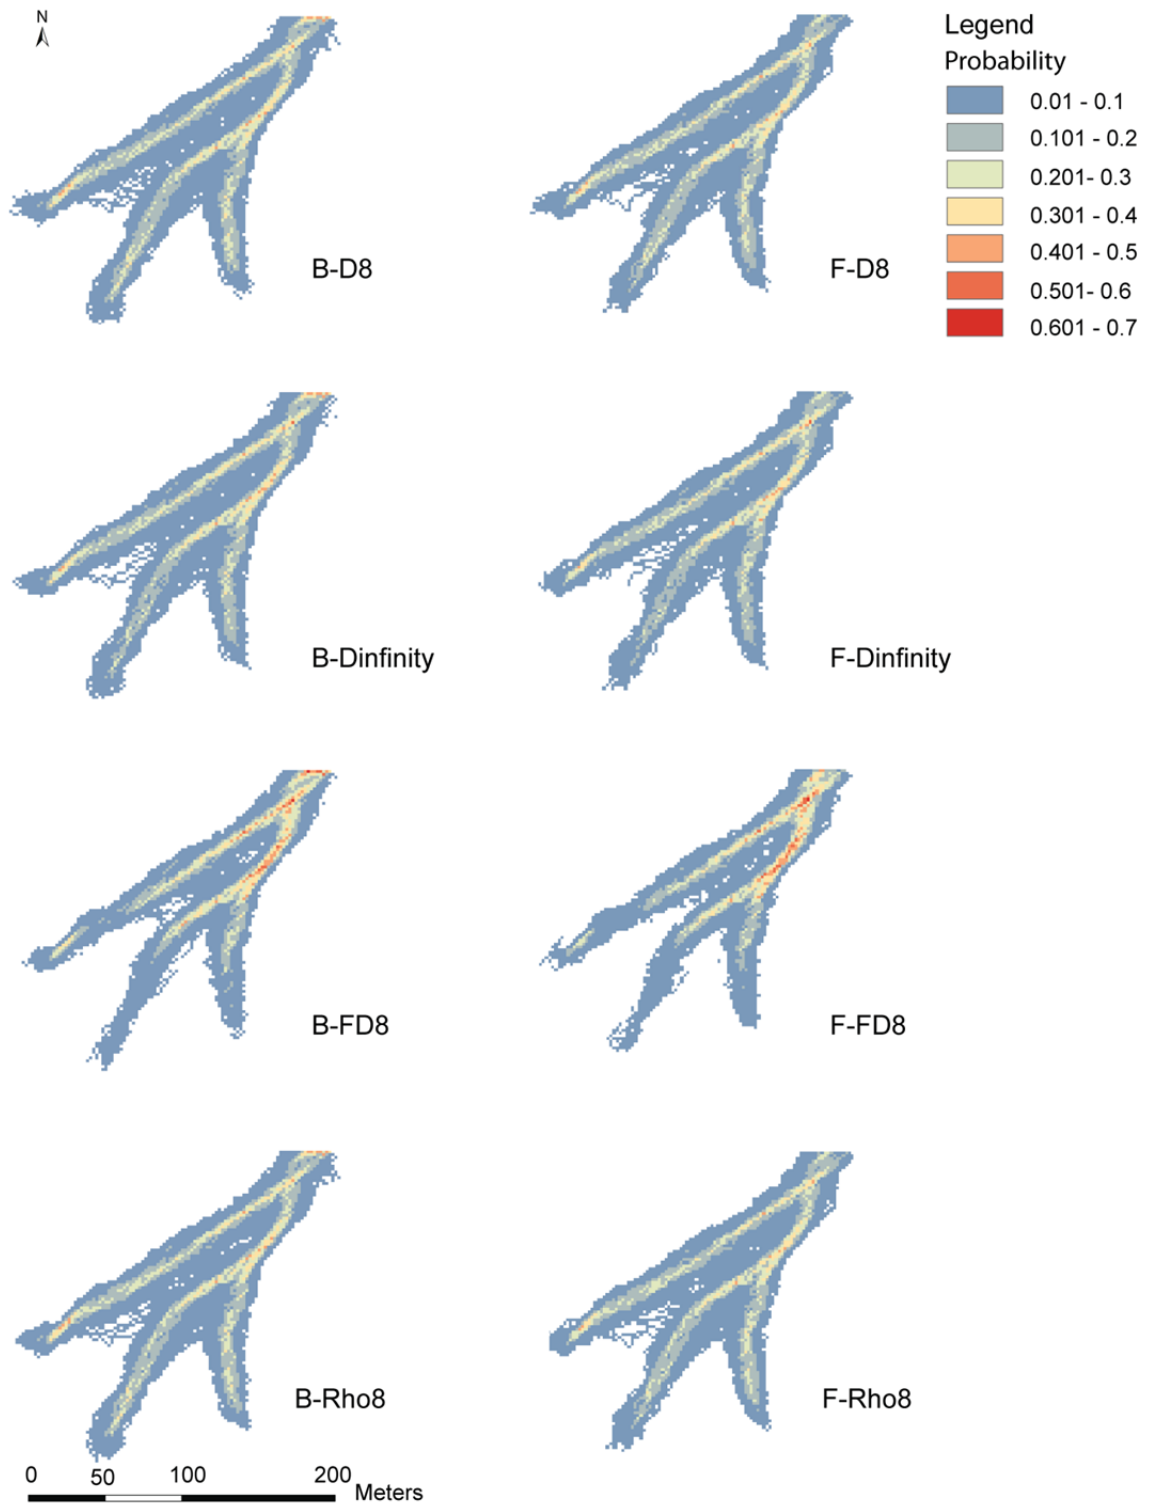 N
Legend
Probability
0.01 - 0.1
0.101 - 0.2
0.201- 0.3
0.301 - 0.4
0.401 - 0.5
0.501- 0.6
0.601 - 0.7
B-D8
F-D8
B-Dinfinity
F-Dinfinity
B-FD8
F-FD8
B-Rho8
F-Rho8
0 50 100 200
Meters